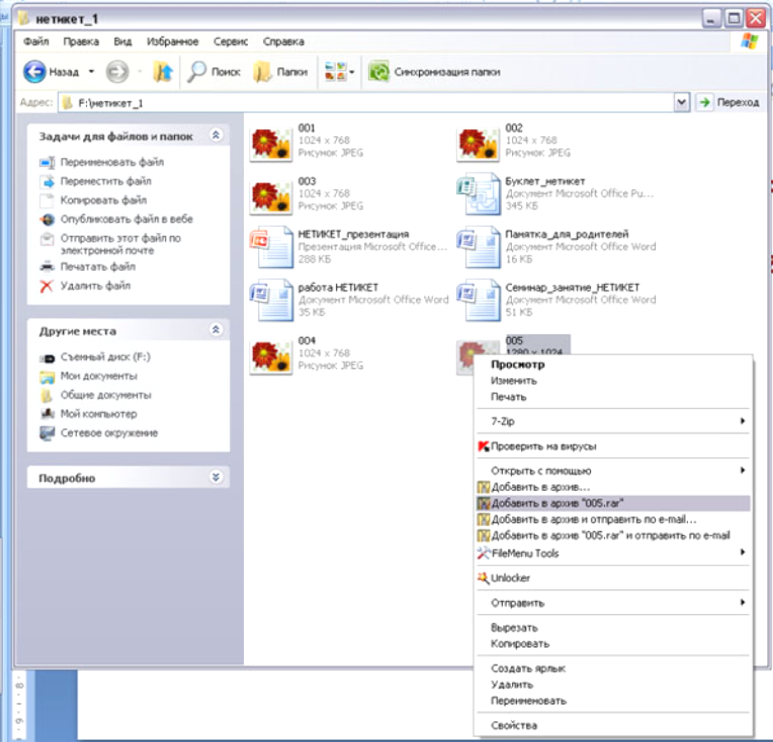 нетикет_1
Файл Правка Вид Избранное Сервис Справка
Назад Поиск Папки Синхронизация папки
Адрес: F:\нетикет_1 Переход
Задачи для файлов и папок
Переименовать файл
Переместить файл
Копировать файл
Опубликовать файл в вебе
Отправить этот файл по
электронной почте
Печатать файл
Удалить файл
Другие места
Съемный диск (F:)
Мои документы
Общие документы
Мой компьютер
Сетевое окружение
Подробно
001
1024 x 768
Рисунок JPEG
002
1024 x 768
Рисунок JPEG
003
1024 x 768
Рисунок JPEG
Буклет_нетикет
Документ Microsoft Office Pu...
345 КБ
НЕТИКЕТ_презентация
Презентация Microsoft Office...
288 КБ
Памятка_для_родителей
Документ Microsoft Office Word
16 КБ
работа НЕТИКЕТ
Документ Microsoft Office Word
35 КБ
Семинар_занятие_НЕТИКЕТ
Документ Microsoft Office Word
51 КБ
004
1024 x 768
Рисунок JPEG
005
1280 x 1024
Просмотр
Изменить
Печать
7-Zip
Проверить на вирусы
Открыть с помощью
Добавить в архив...
Добавить в архив "005.rar"
Добавить в архив и отправить по e-mail...
Добавить в архив "005.rar" и отправить по e-mail
FileMenu Tools
Unlocker
Отправить
Вырезать
Копировать
Создать ярлык
Удалить
Переименовать
Свойства